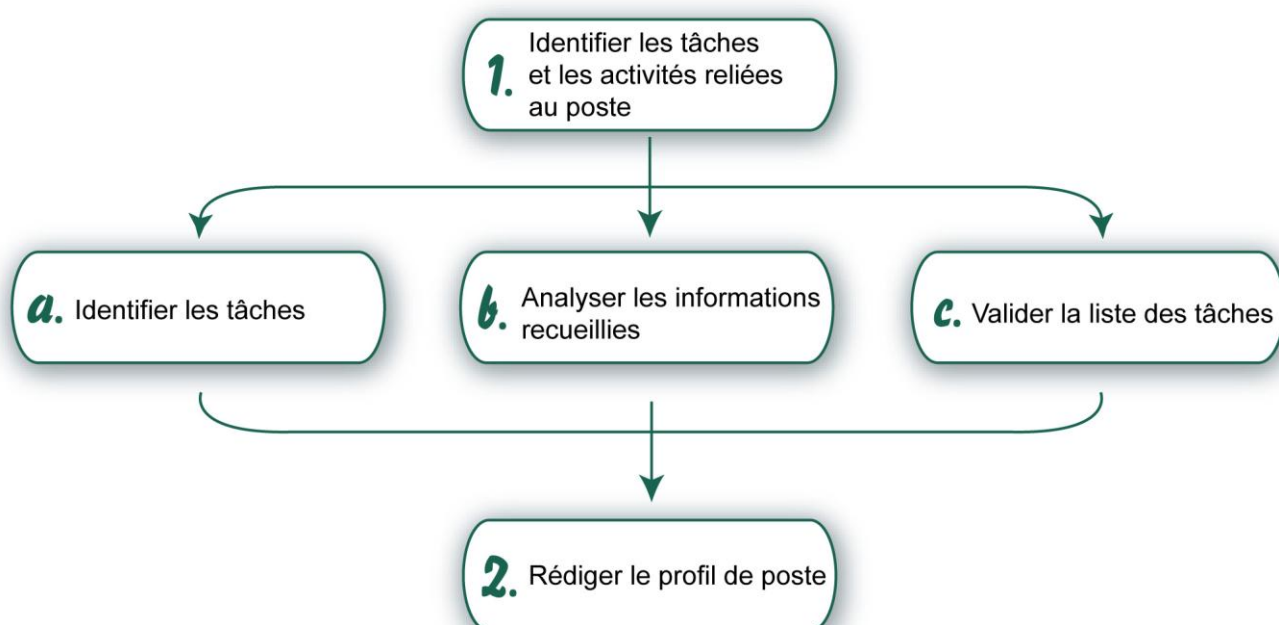 1. Identifier les tâches
et les activités reliées
au poste
a. Identifier les tâches
b. Analyser les informations
recueillies
c. Valider la liste des tâches
2. Rédiger le profil de poste